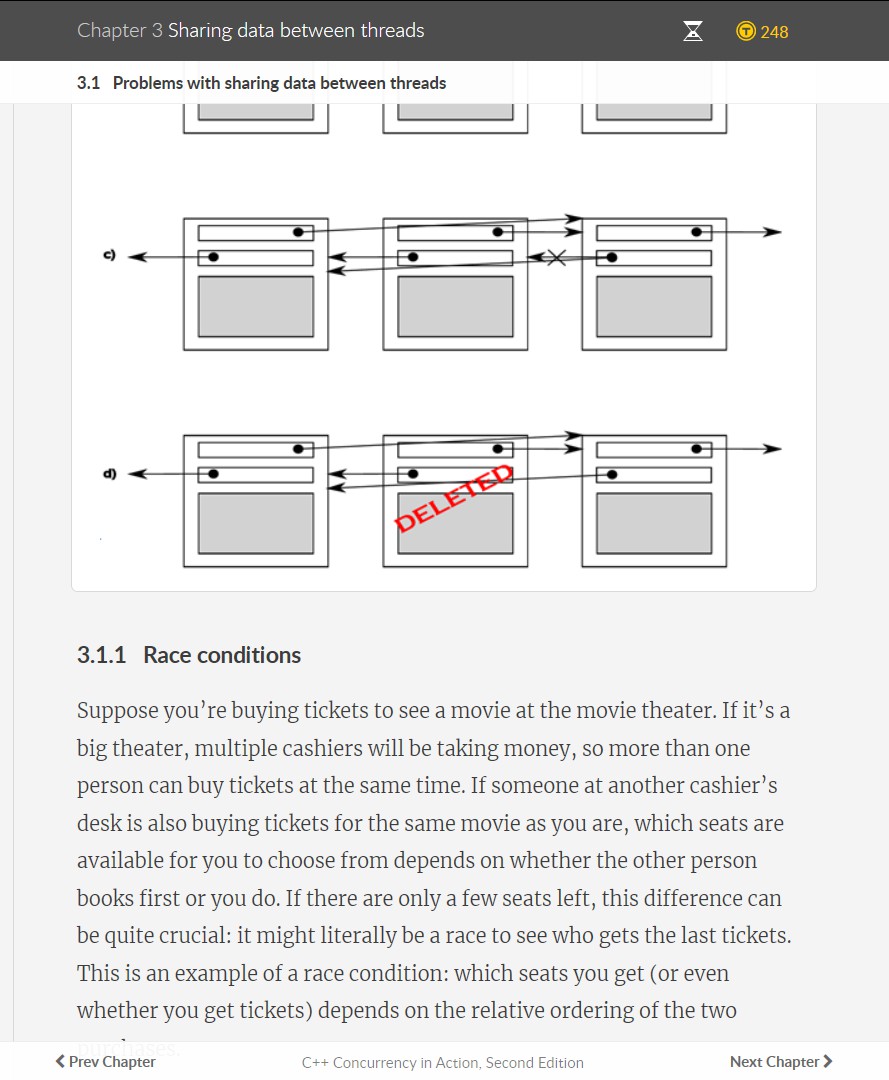 Chapter 3 Sharing data between threads
T 248
3.1 Problems with sharing data between threads
c)
d)
DELETED
3.1.1 Race conditions
Suppose you’re buying tickets to see a movie at the movie theater. If it’s a
big theater, multiple cashiers will be taking money, so more than one
person can buy tickets at the same time. If someone at another cashier’s
desk is also buying tickets for the same movie as you are, which seats are
available for you to choose from depends on whether the other person
books first or you do. If there are only a few seats left, this difference can
be quite crucial: it might literally be a race to see who gets the last tickets.
This is an example of a race condition: which seats you get (or even
whether you get tickets) depends on the relative ordering of the two
purchases.
Prev Chapter
C++ Concurrency in Action, Second Edition
Next Chapter